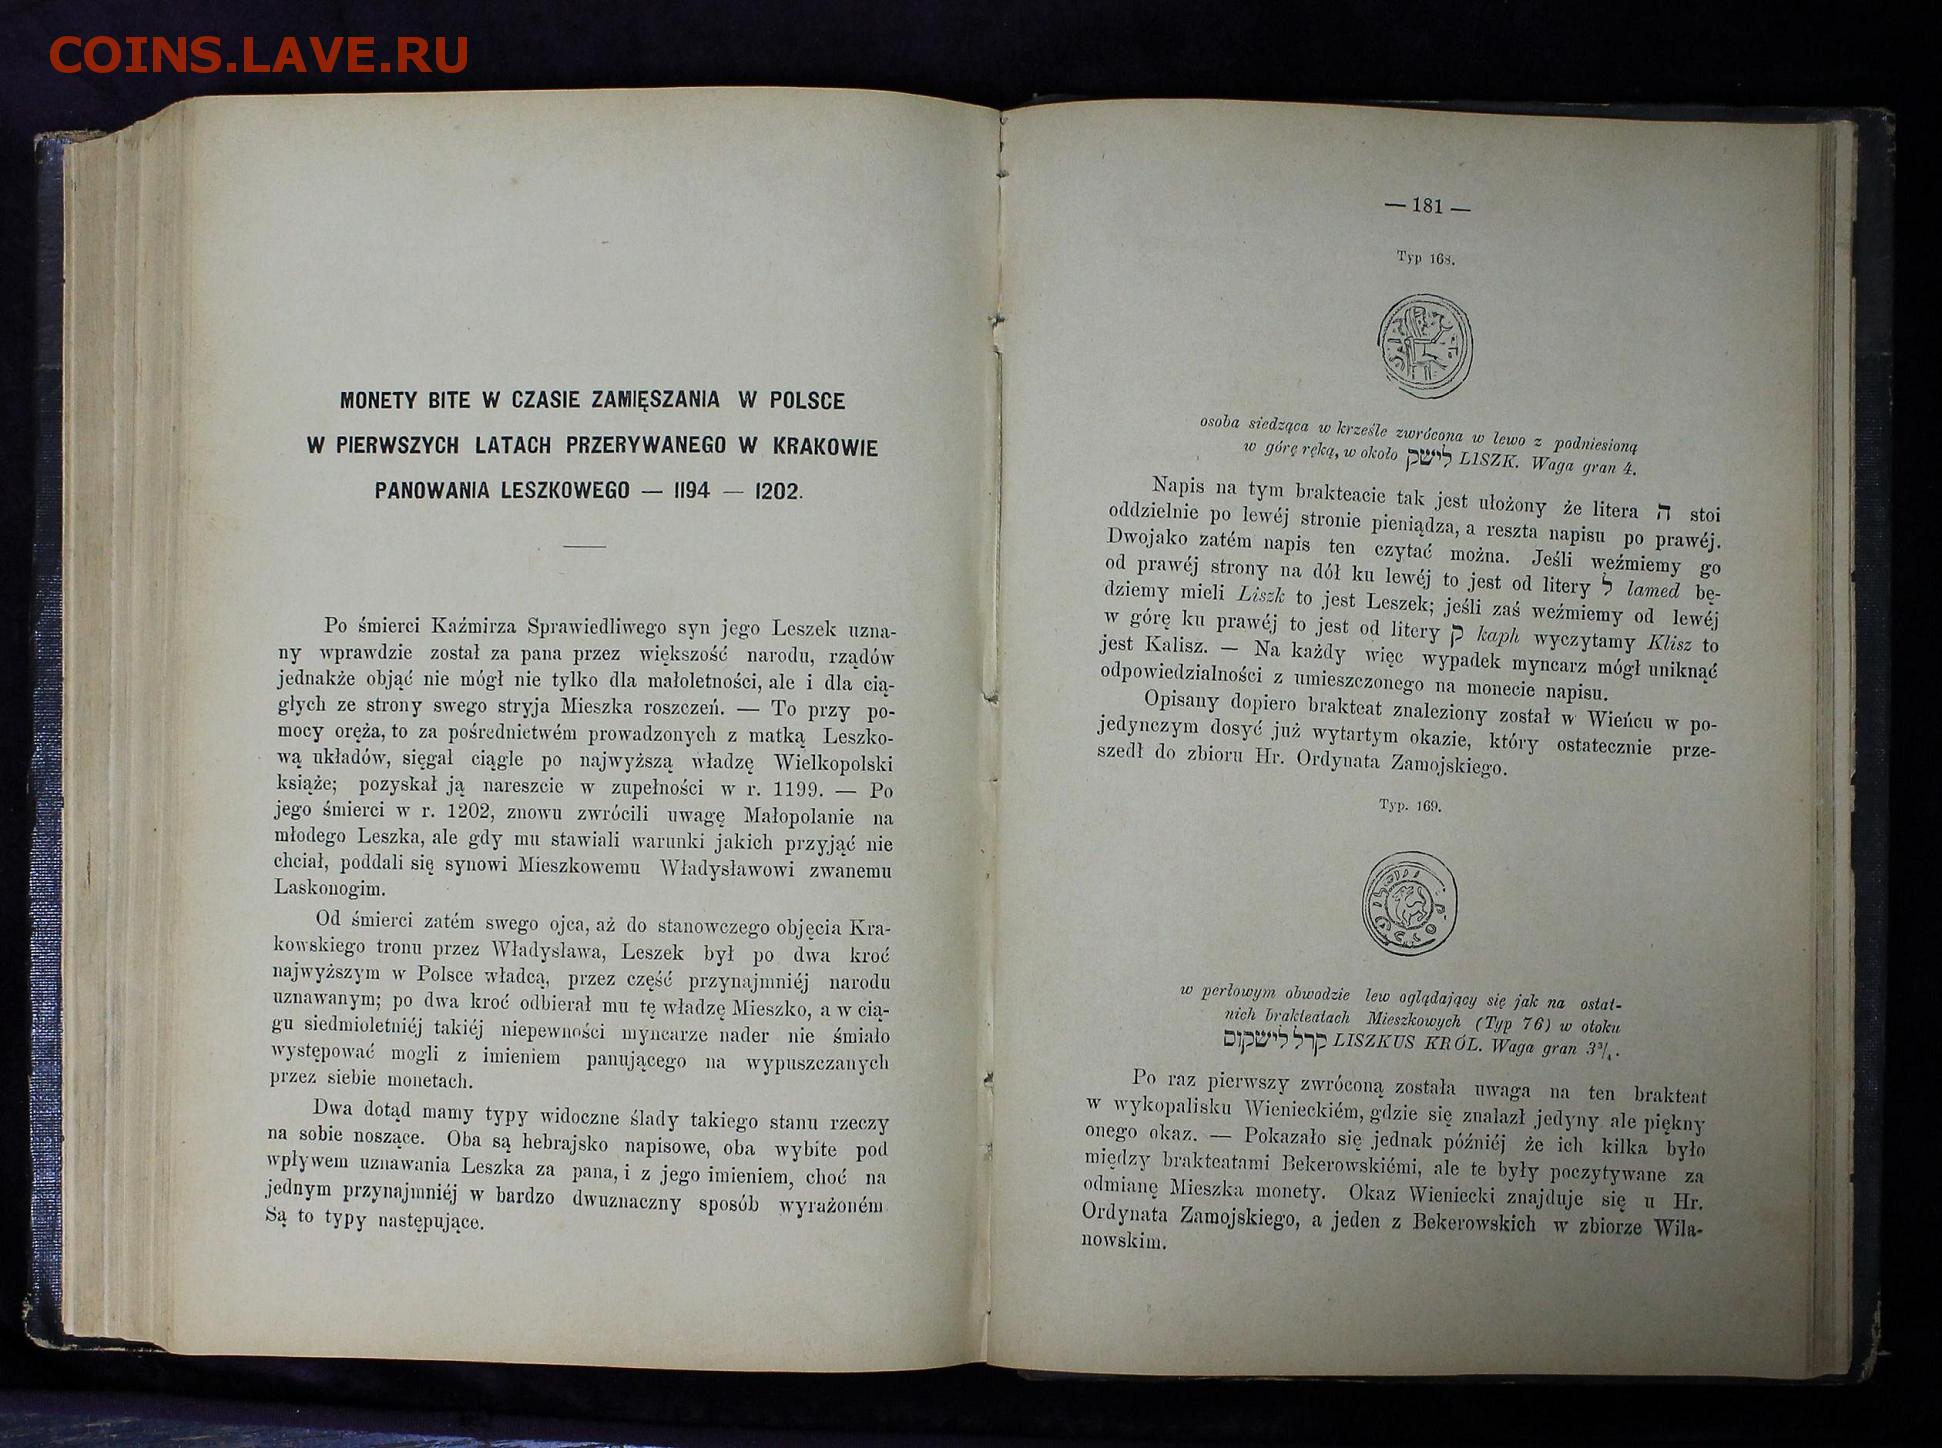 COINS.LAVE.RU
MONETY BITE W CZASIE ZAMIĘSZANIA W POLSCE
W PIERWSZYCH LATACH PRZERYWANEGO W KRAKOWIE
PANOWANIA LESZKOWEGO — 1194 — 1202.
Po śmierci Kaźmirza Sprawiedliwego syn jego Leszek uzna-
ny wprawdzie został za pana przez większość narodu, rządów
jednakże objąć nie mógł nie tylko dla małoletności, ale i dla cią-
głych ze strony swego stryja Mieszka roszczeń. — To przy po-
mocy oręża, to za pośrednictwém prowadzonych z matką Leszko-
wą układów, sięgał ciągle po najwyższą władzę Wielkopolski
książe; pozyskał ją nareszcie w zupełności w r. 1199. — Po
jego śmierci w r. 1202, znowu zwrócili uwagę Małopolanie na
młodego Leszka, ale gdy mu stawiali warunki jakich przyjąć nie
chciał, poddali się synowi Mieszkowemu Władysławowi zwanemu
Laskonogim.
Od śmierci zatém swego ojca, aż do stanowczego objęcia Kra-
kowskiego tronu przez Władysława, Leszek był po dwa kroć
najwyższym w Polsce władcą, przez część przynajmniéj narodu
uznawanym; po dwa kroć odbierał mu tę władzę Mieszko, a w cią-
gu siedmioletniéj takiéj niepewności myncarze nader nie śmiało
występować mogli z imieniem panującego na wypuszczanych
przez siebie monetach.
Dwa dotąd mamy typy widoczne ślady takiego stanu rzeczy
na sobie noszące. Oba są hebrajsko napisowe, oba wybite pod
wpływem uznawania Leszka za pana, i z jego imieniem, choć na
jednym przynajmniéj w bardzo dwuznaczny sposób wyrażoném
Są to typy następujące.
— 181 —
Typ 168.
osoba siedząca w krześle zwrócona w lewo z podniesioną
w górę ręką, w około לישק LISZK. Waga gran 4.
Napis na tym brakteacie tak jest ułożony że litera ה stoi
oddzielnie po lewéj stronie pieniądza, a reszta napisu po prawéj.
Dwojako zatém napis ten czytać można. Jeśli weźmiemy go
od prawéj strony na dół ku lewéj to jest od litery ל lamed bę-
dziemy mieli Liszk to jest Leszek; jeśli zaś weźmiemy od lewéj
w górę ku prawéj to jest od litery ק kaph wyczytamy Klisz to
jest Kalisz. — Na każdy więc wypadek myncarz mógł uniknąć
odpowiedzialności z umieszczonego na monecie napisu.
Opisany dopiero brakteat znaleziony został w Wieńcu w po-
jedynczym dosyć już wytartym okazie, który ostatecznie prze-
szedł do zbioru Hr. Ordynata Zamojskiego.
Typ. 169.
w perłowym obwodzie lew oglądający się jak na ostat-
nich brakteatach Mieszkowych (Typ 76) w otoku
קרל לישקום LISZKUS KRÓL. Waga gran 3¾.
Po raz pierwszy zwróconą została uwaga na ten brakteat
w wykopalisku Wienieckiém, gdzie się znalazł jedyny ale piękny
onego okaz. — Pokazało się jednak późniéj że ich kilka było
między brakteatami Bekerowskiémi, ale te były poczytywane za
odmianę Mieszka monety. Okaz Wieniecki znajduje się u Hr.
Ordynata Zamojskiego, a jeden z Bekerowskich w zbiorze Wila-
nowskim.